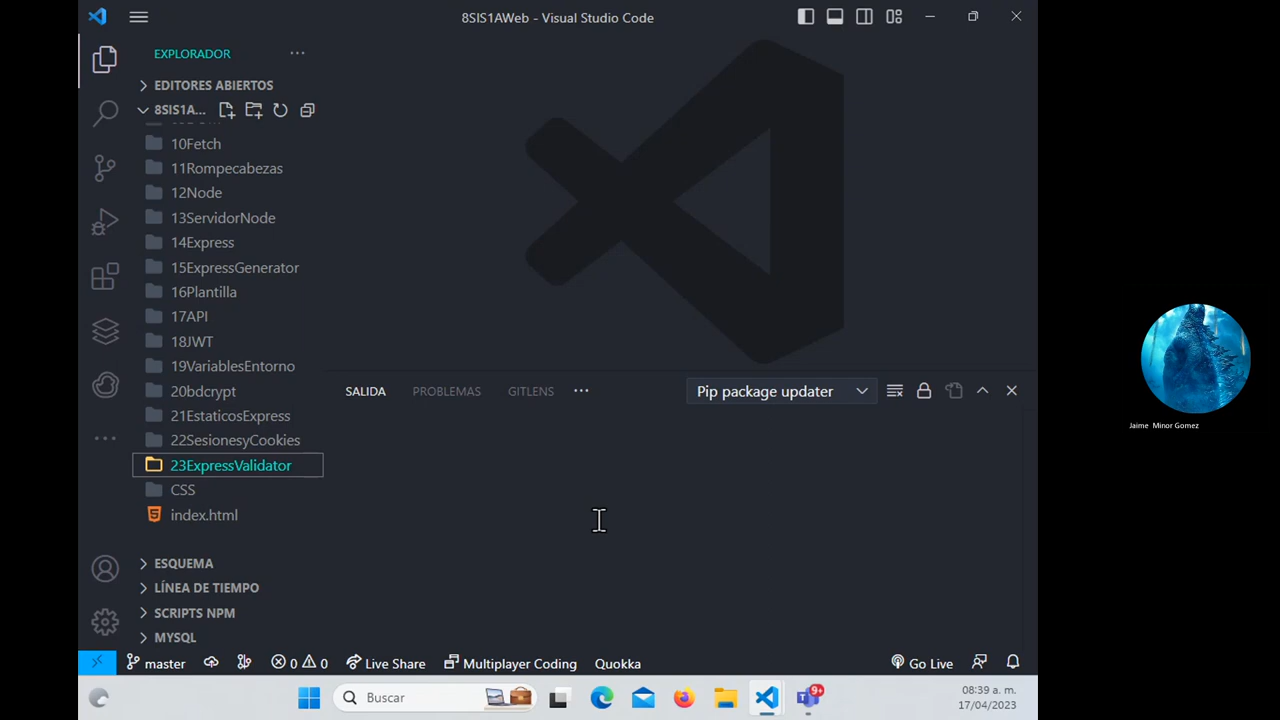 8SIS1AWeb - Visual Studio Code
EXPLORADOR
EDITORES ABIERTOS
8SIS1A...
10Fetch
11Rompecabezas
12Node
13ServidorNode
14Express
15ExpressGenerator
16Plantilla
17API
18JWT
19VariablesEntorno
20bdcrypt
21EstaticosExpress
22SesionesyCookies
23ExpressValidator
CSS
index.html
ESQUEMA
LÍNEA DE TIEMPO
SCRIPTS NPM
MYSQL
SALIDA PROBLEMAS GITLENS Pip package updater
Jaime Minor Gomez
master 0 0 Live Share Multiplayer Coding Quokka Go Live
Buscar 9+ 08:39 a. m.
17/04/2023